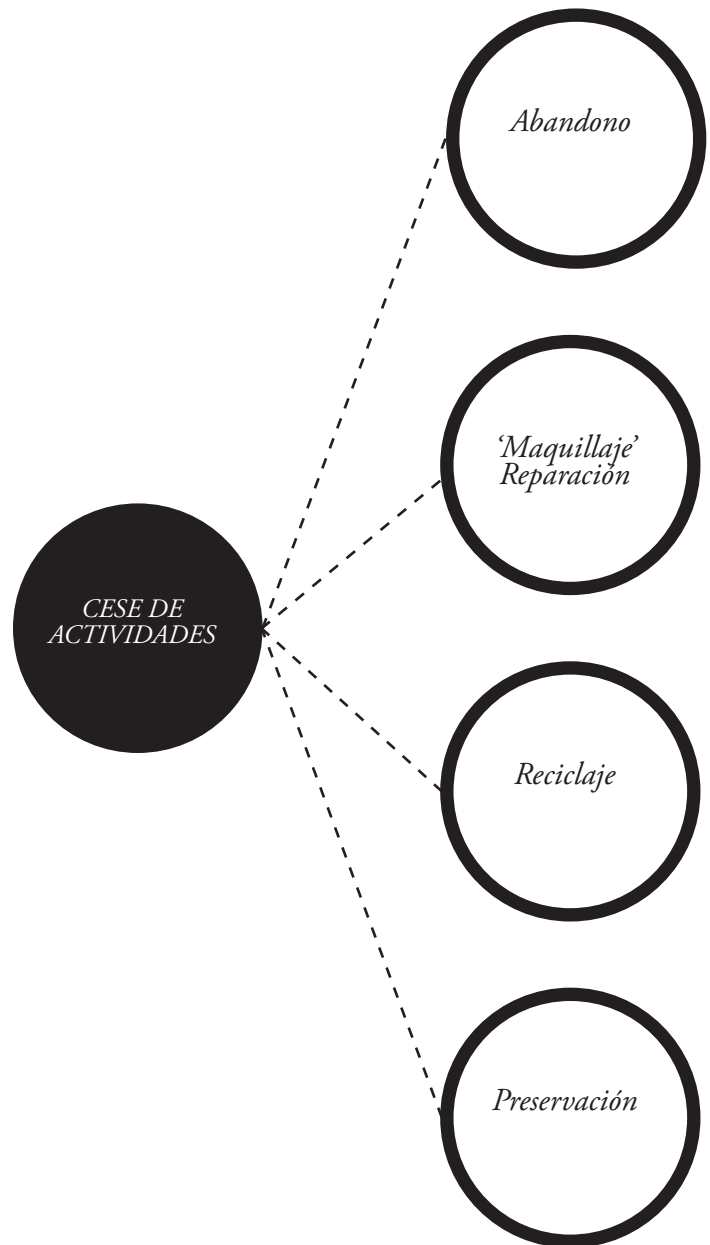 Abandono
‘Maquillaje’
Reparación
CESE DE
ACTIVIDADES
Reciclaje
Preservación